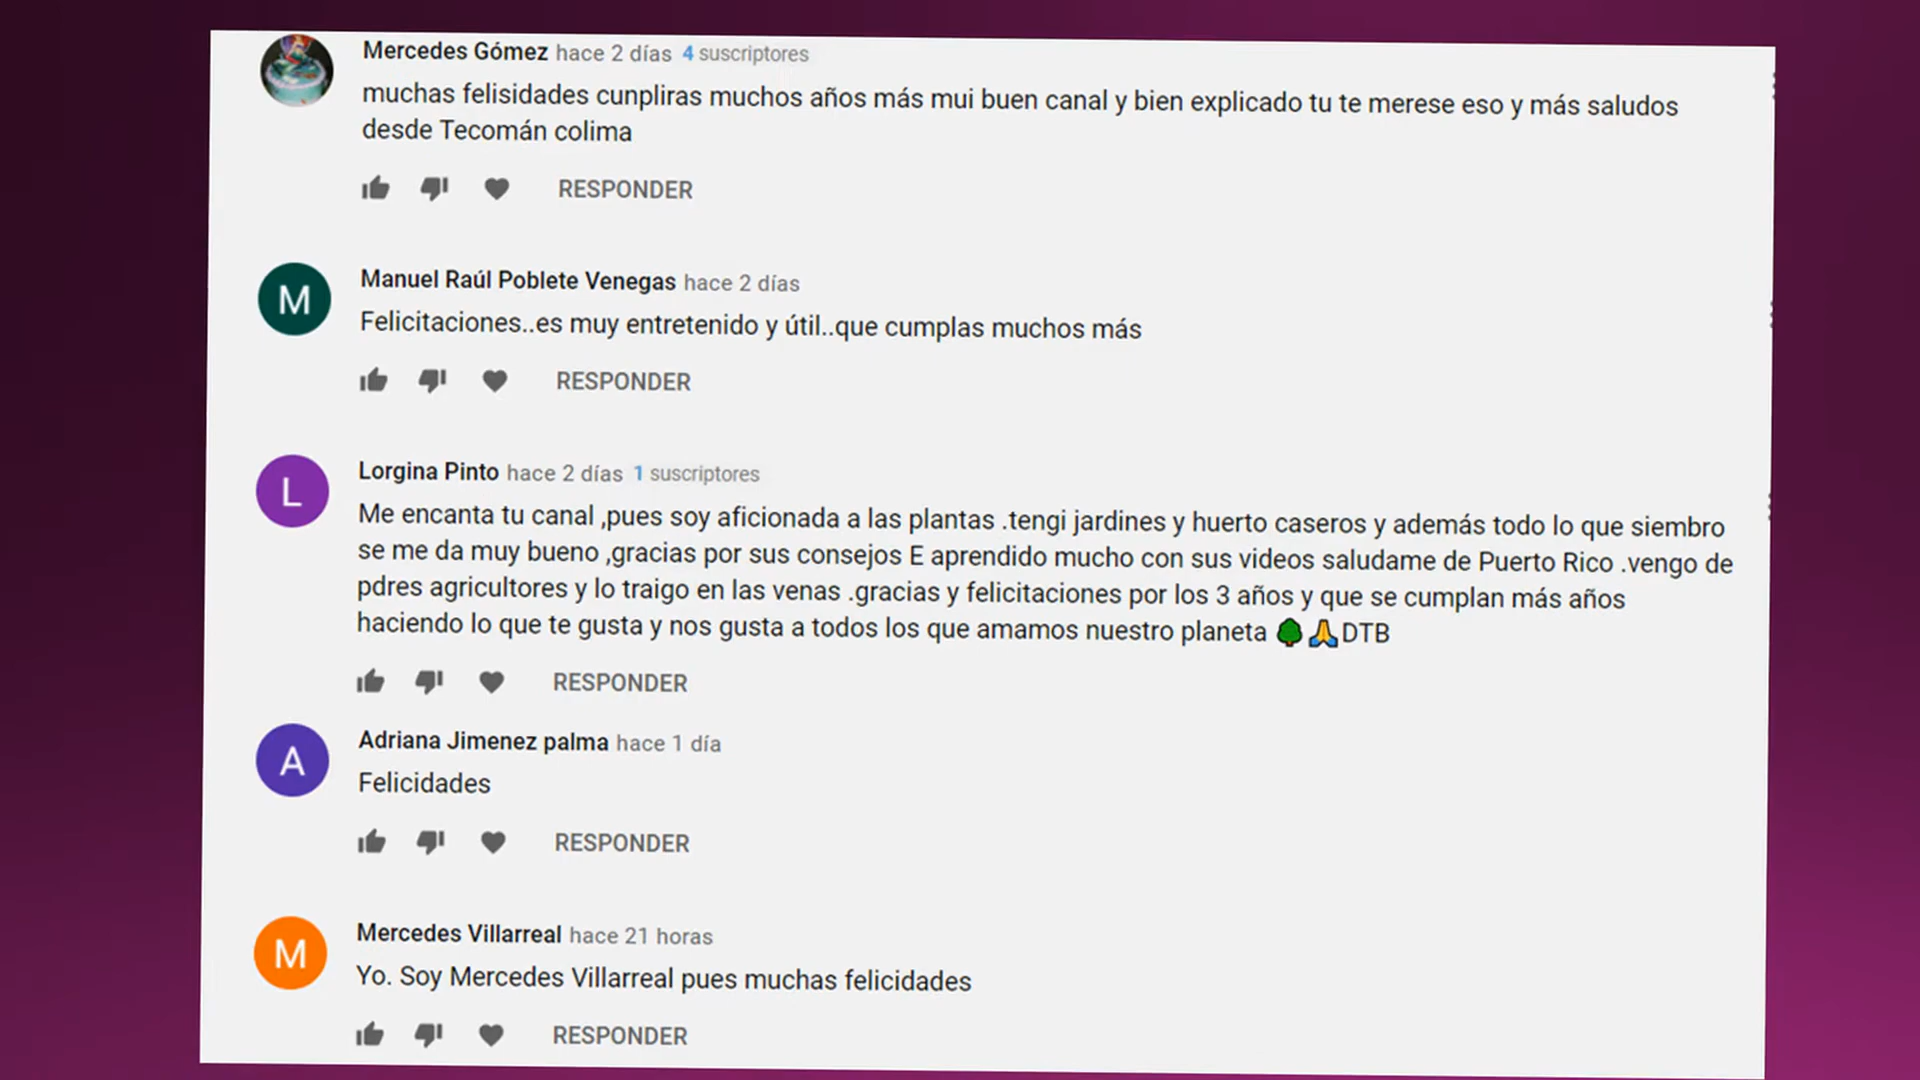 Mercedes Gómez hace 2 días 4 suscriptores
muchas felisidades cunpliras muchos años más mui buen canal y bien explicado tu te merese eso y más saludos
desde Tecomán colima
RESPONDER
M
Manuel Raúl Poblete Venegas hace 2 días
Felicitaciones..es muy entretenido y útil..que cumplas muchos más
RESPONDER
L
Lorgina Pinto hace 2 días 1 suscriptores
Me encanta tu canal ,pues soy aficionada a las plantas .tengi jardines y huerto caseros y además todo lo que siembro
se me da muy bueno ,gracias por sus consejos E aprendido mucho con sus videos saludame de Puerto Rico .vengo de
pdres agricultores y lo traigo en las venas .gracias y felicitaciones por los 3 años y que se cumplan más años
haciendo lo que te gusta y nos gusta a todos los que amamos nuestro planeta 🌳🙏DTB
RESPONDER
A
Adriana Jimenez palma hace 1 día
Felicidades
RESPONDER
M
Mercedes Villarreal hace 21 horas
Yo. Soy Mercedes Villarreal pues muchas felicidades
RESPONDER